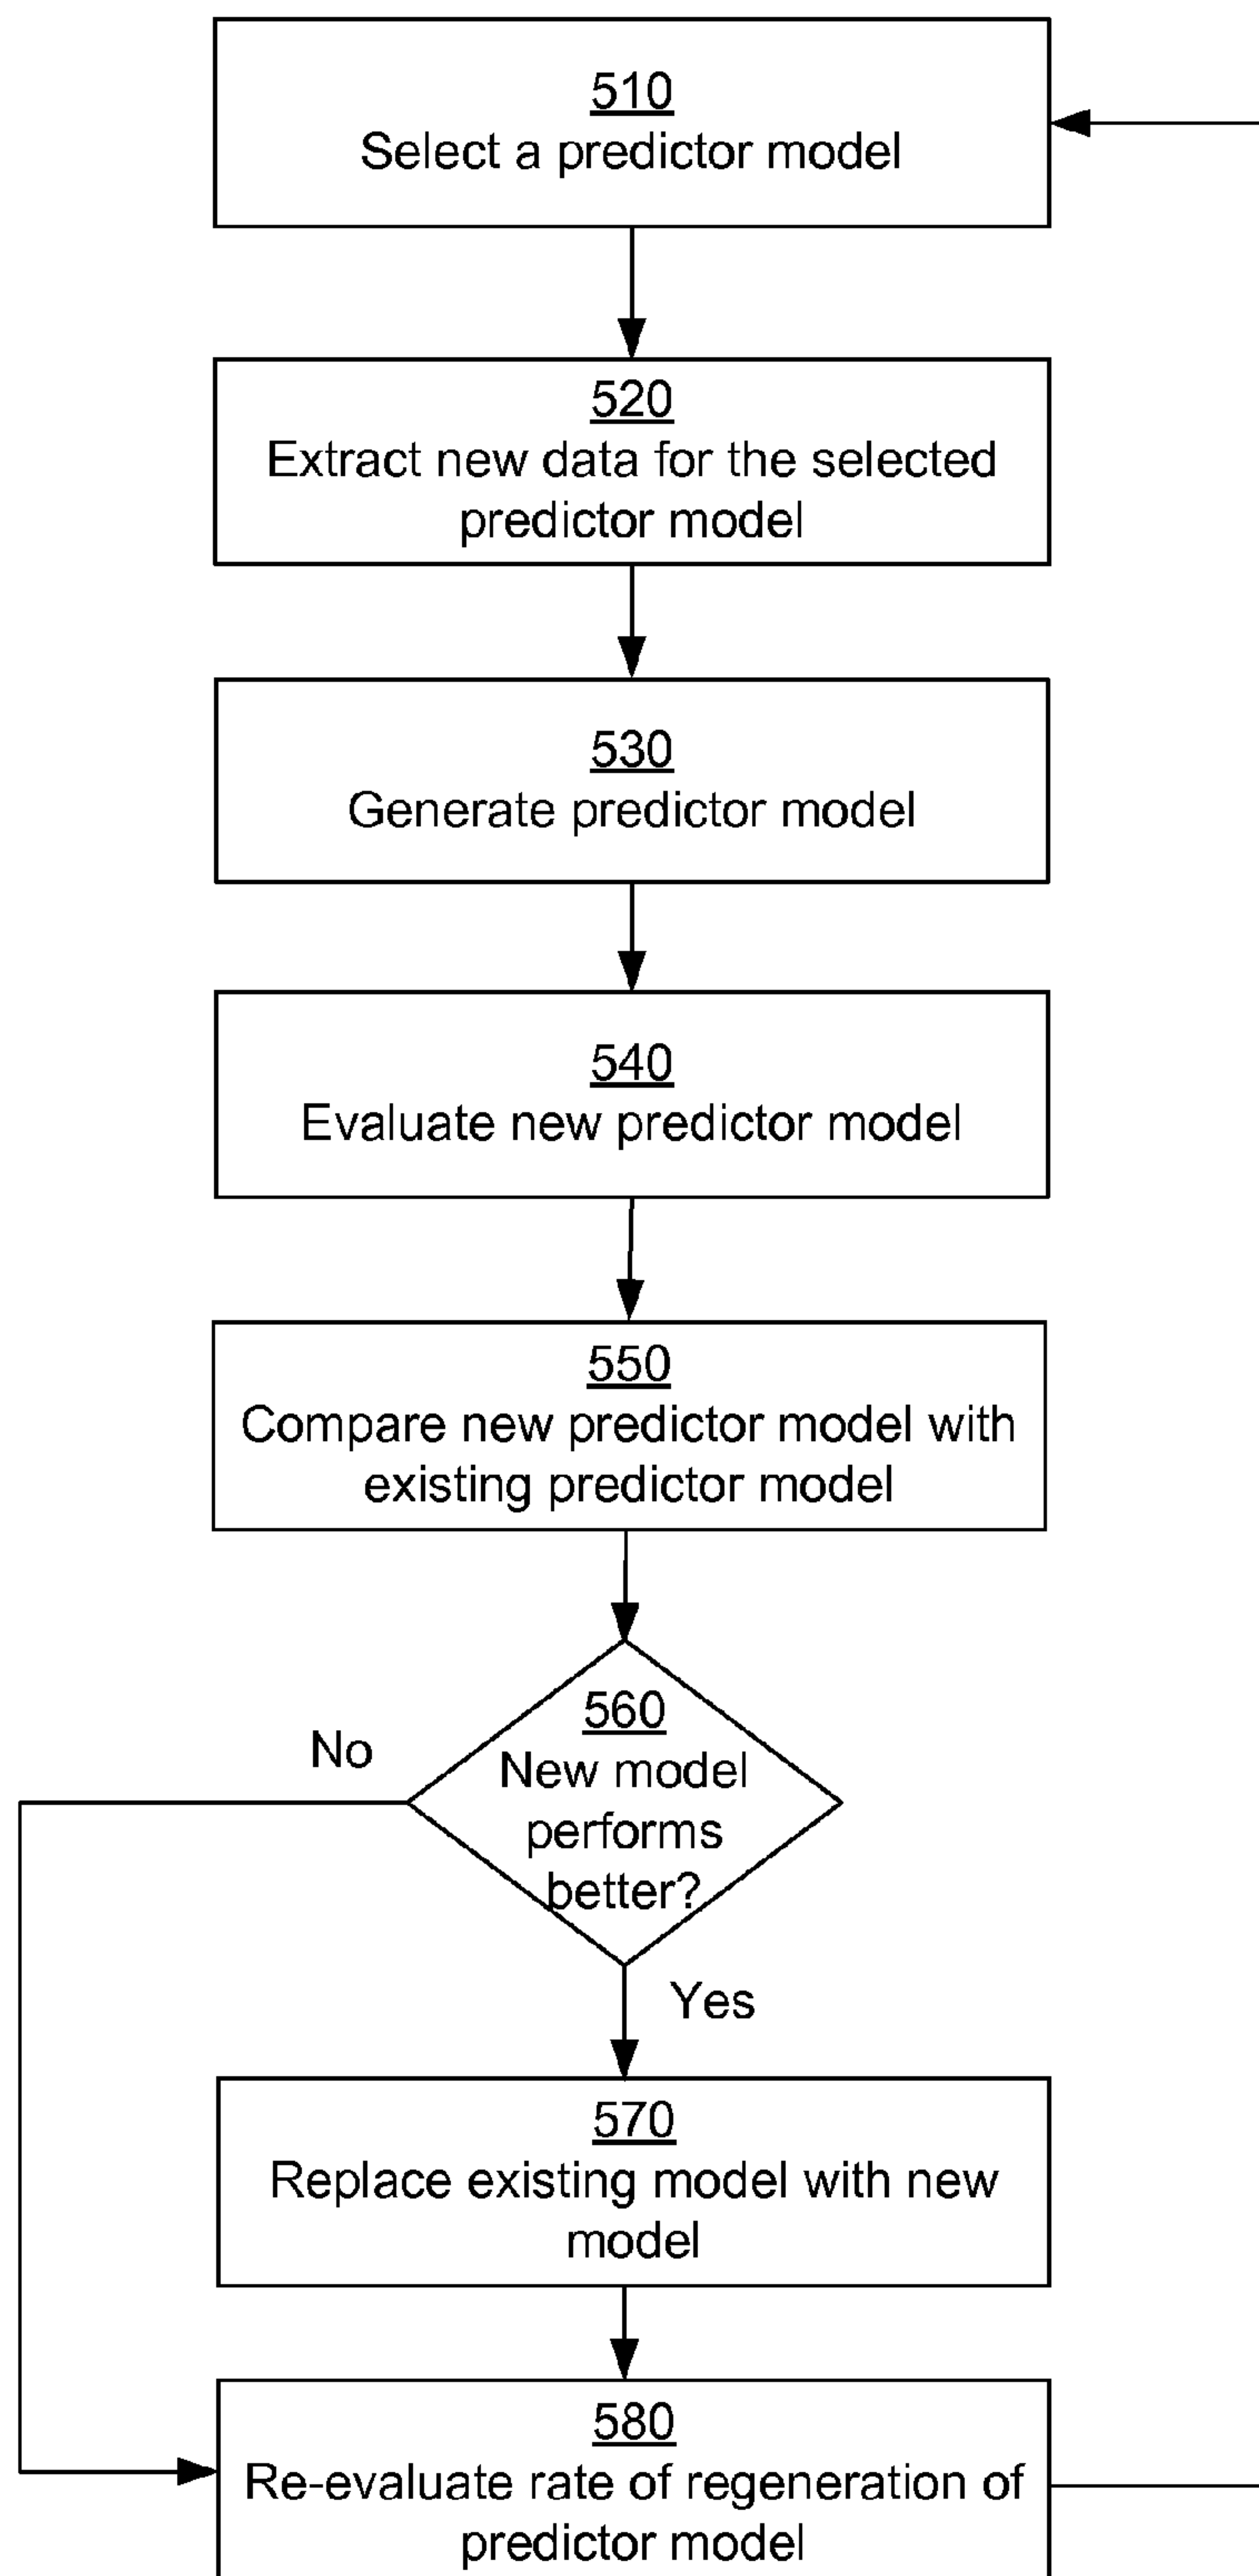 510
Select a predictor model
520
Extract new data for the selected
predictor model
530
Generate predictor model
540
Evaluate new predictor model
550
Compare new predictor model with
existing predictor model
560
New model
performs
better?
No
Yes
570
Replace existing model with new
model
580
Re-evaluate rate of regeneration of
predictor model